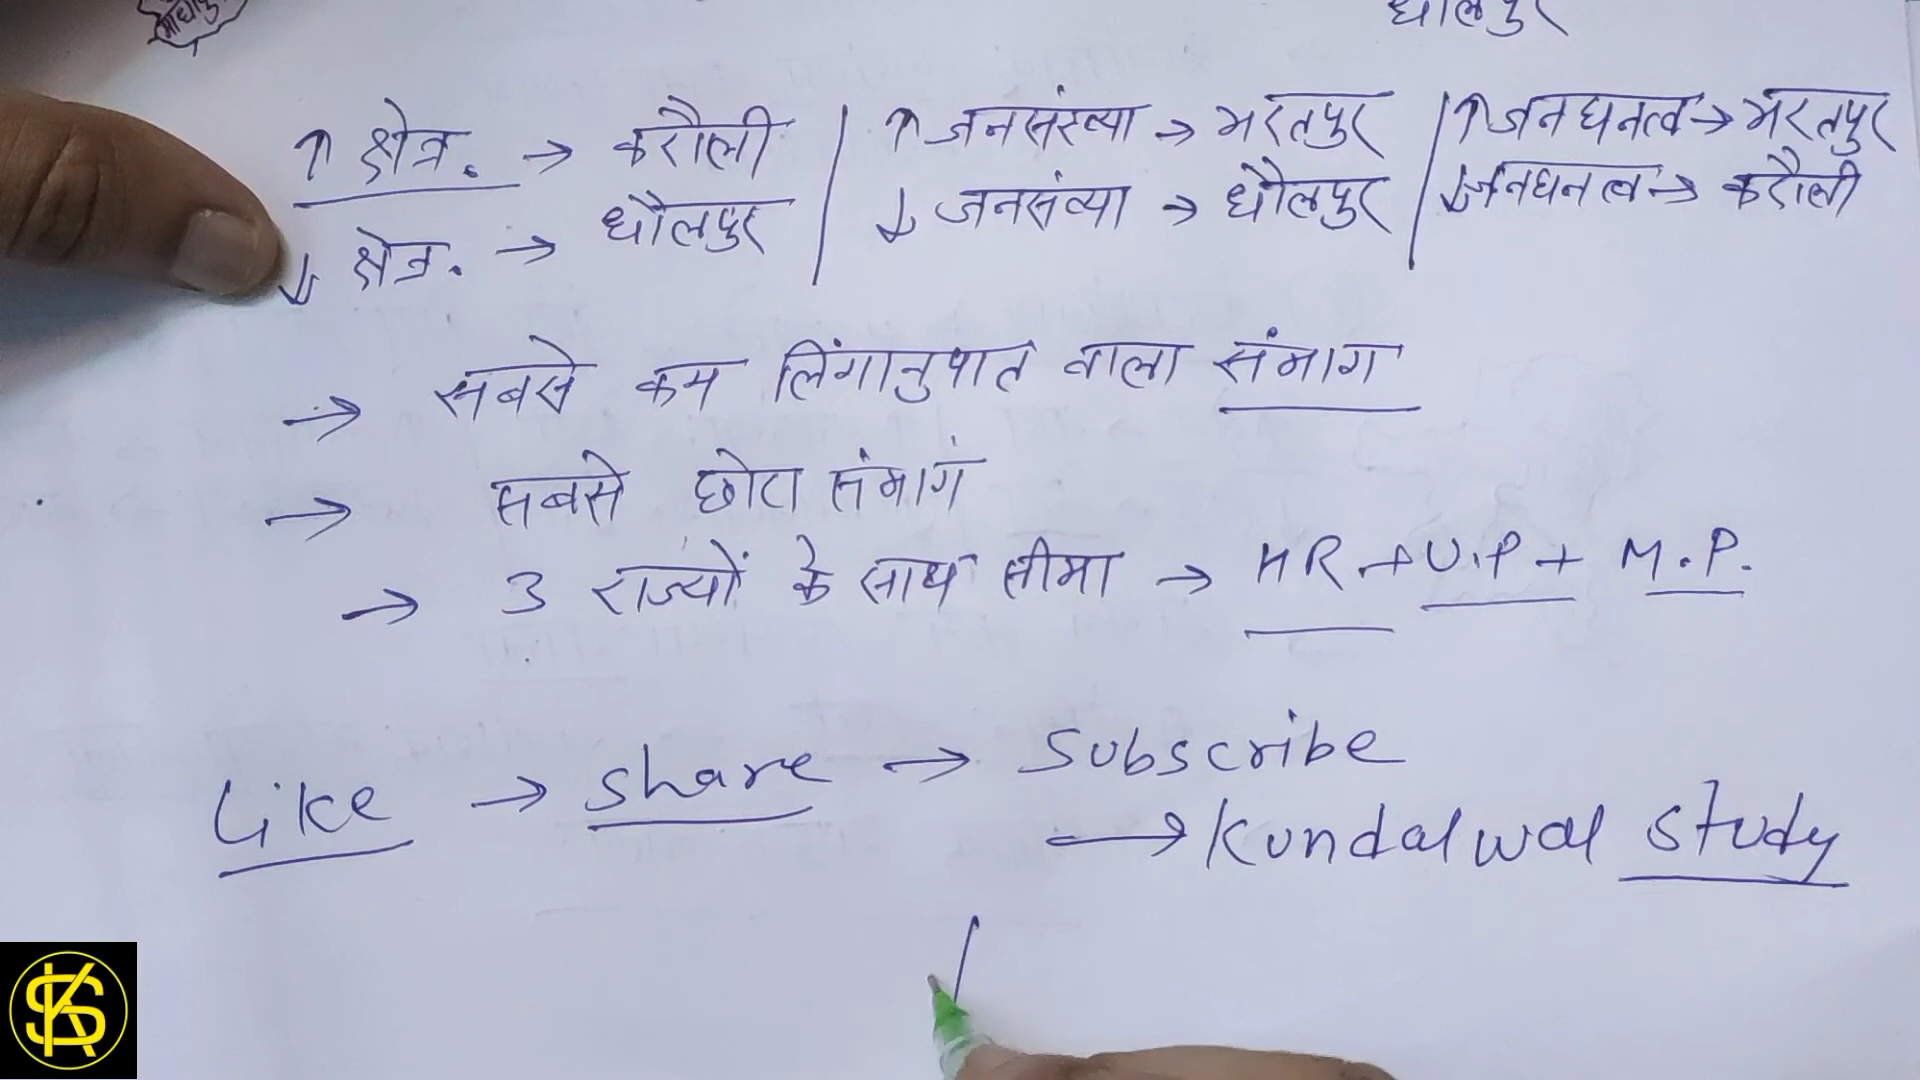 धौलपुर
↑ क्षेत्र. → करौली | ↑ जनसंख्या → भरतपुर | ↑ जनघनत्व → भरतपुर
↓ क्षेत्र. → धौलपुर | ↓ जनसंख्या → धौलपुर | ↓ जनघनत्व → करौली
→ सबसे कम लिंगानुपात वाला संभाग
→ सबसे छोटा संभाग
→ 3 राज्यों के साथ सीमा → HR. + U.P + M.P.
Like → Share → Subscribe
→ Kundalwal Study